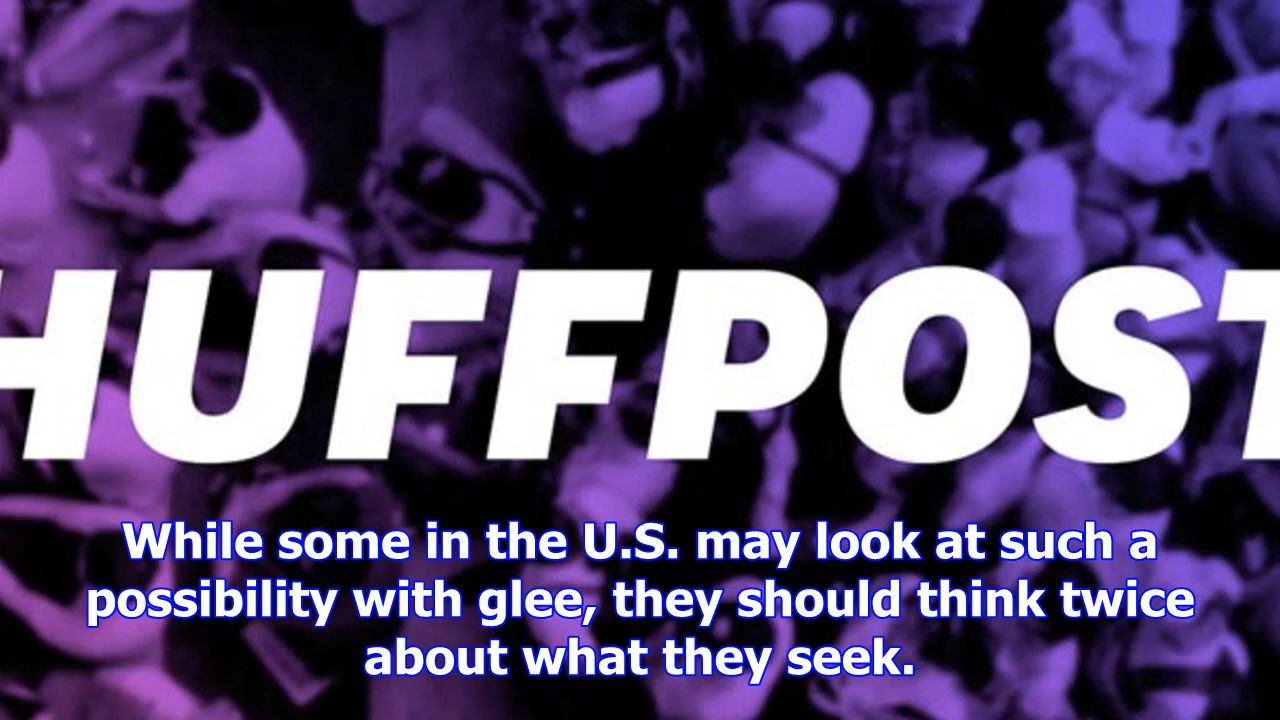 HUFFPOST
While some in the U.S. may look at such a
possibility with glee, they should think twice
about what they seek.